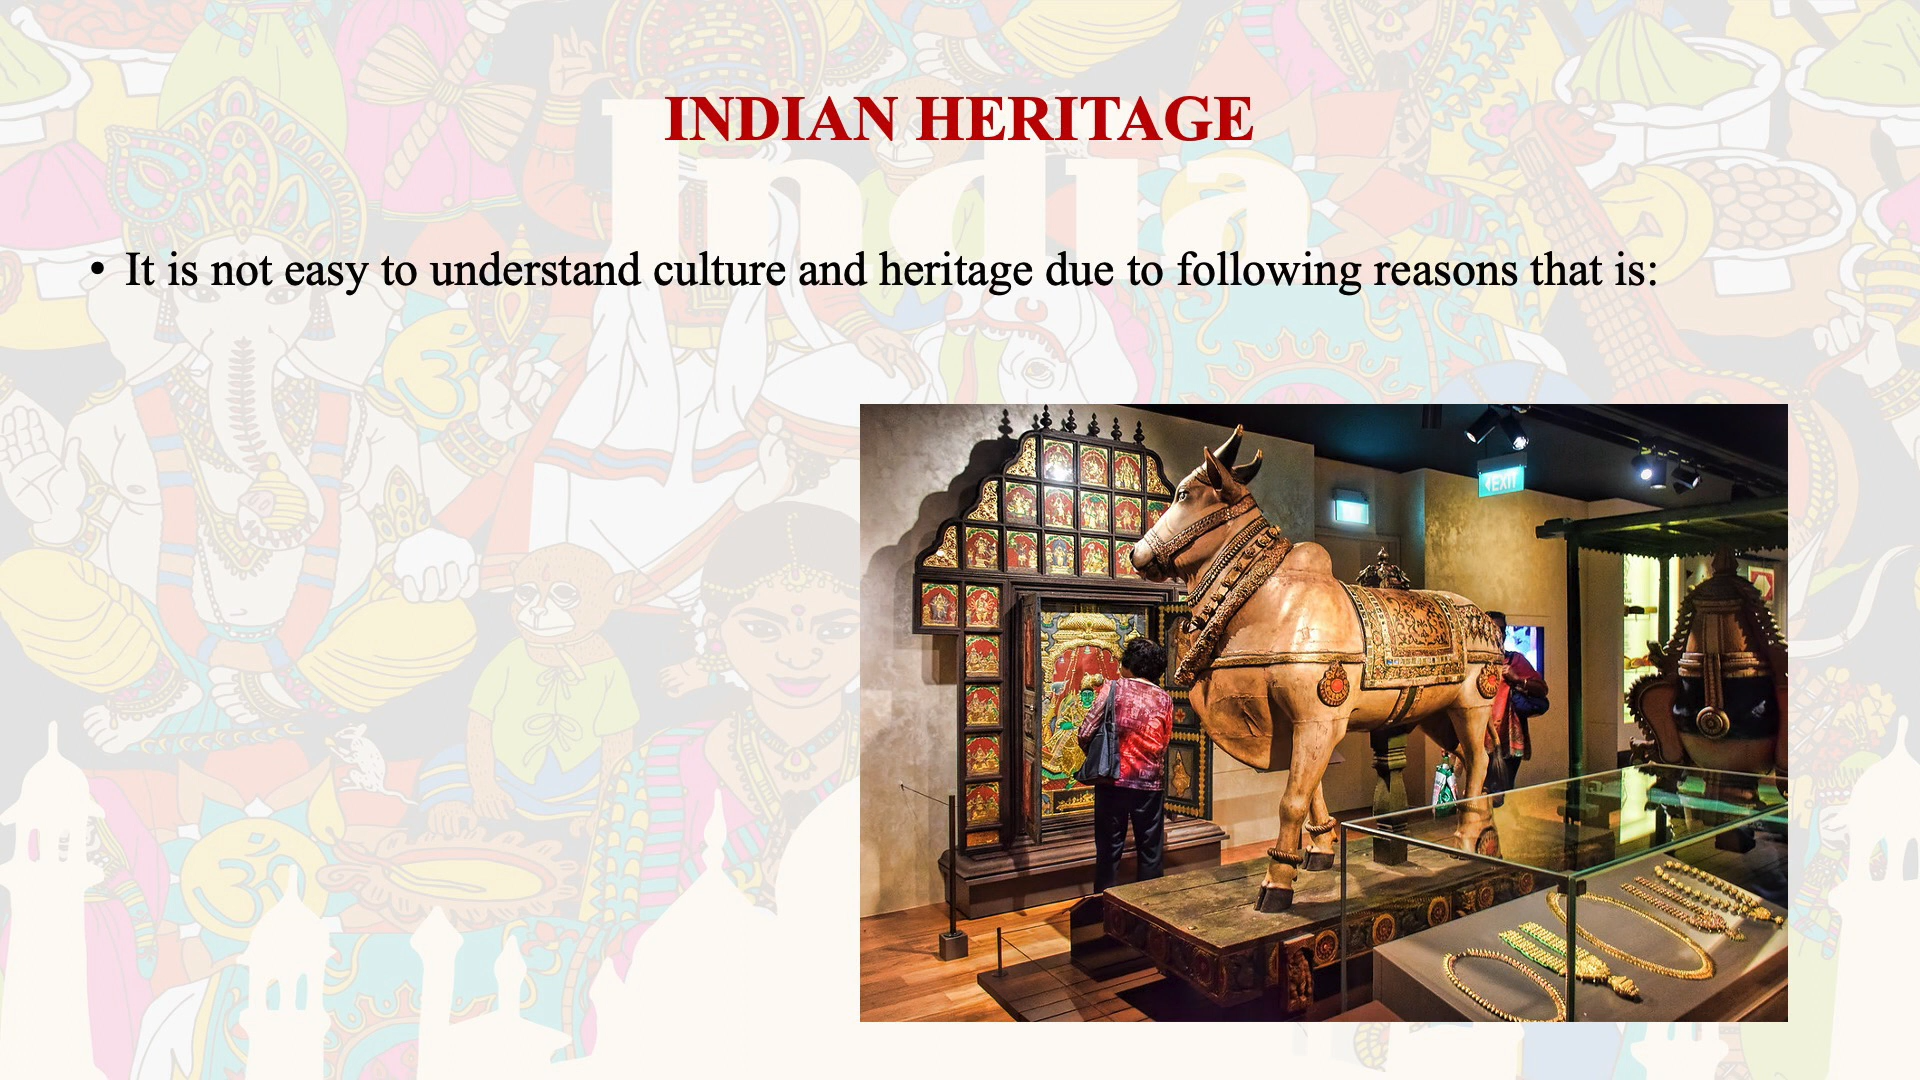 INDIAN HERITAGE
India
• It is not easy to understand culture and heritage due to following reasons that is:
EXIT